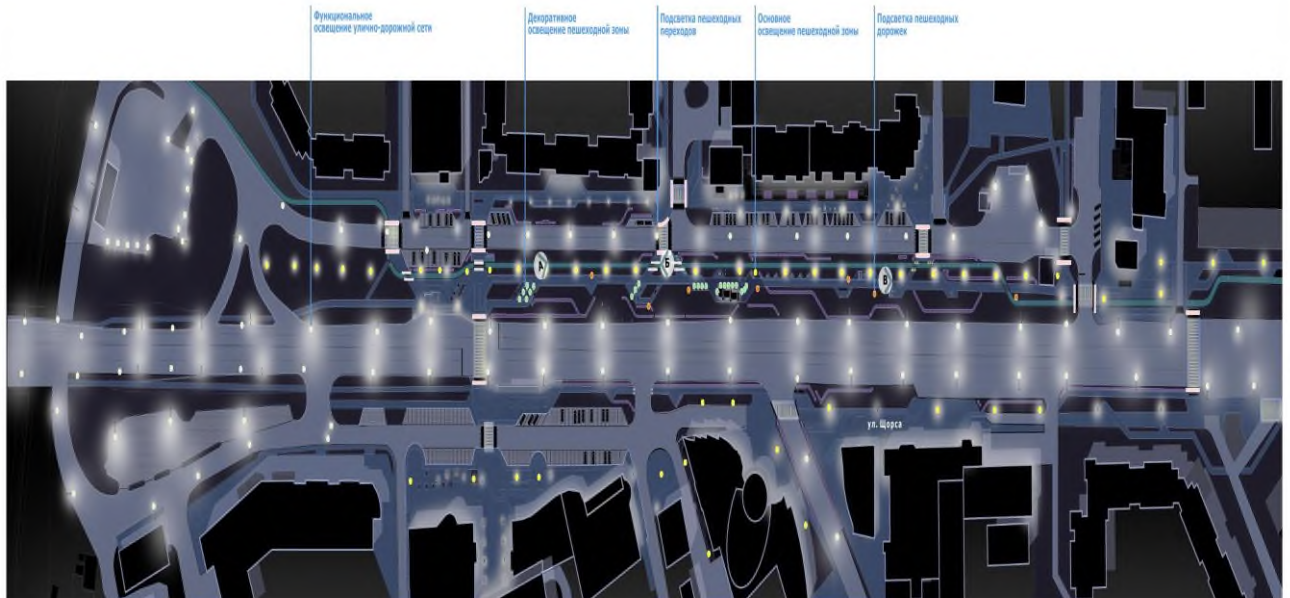 Функциональное
освещение улично-дорожной сети
Декоративное
освещение пешеходной зоны
Подсветка пешеходных
переходов
Основное
освещение пешеходной зоны
Подсветка пешеходных
дорожек
А
Б
В
ул. Щорса